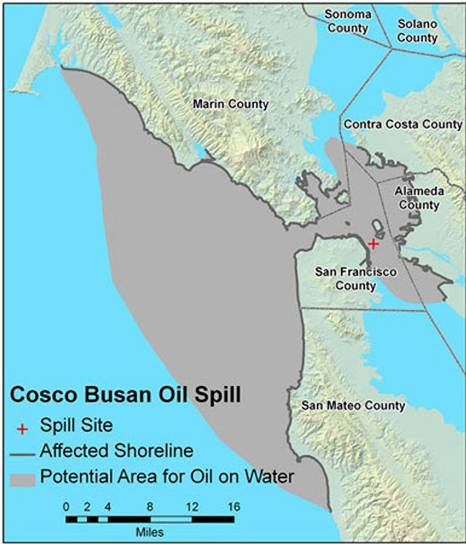 Sonoma
County
Solano
County
Marin County
Contra Costa County
Alameda
County
San Francisco
County
San Mateo County
Cosco Busan Oil Spill
Spill Site
Affected Shoreline
Potential Area for Oil on Water
0 2 4 8 12 16
Miles